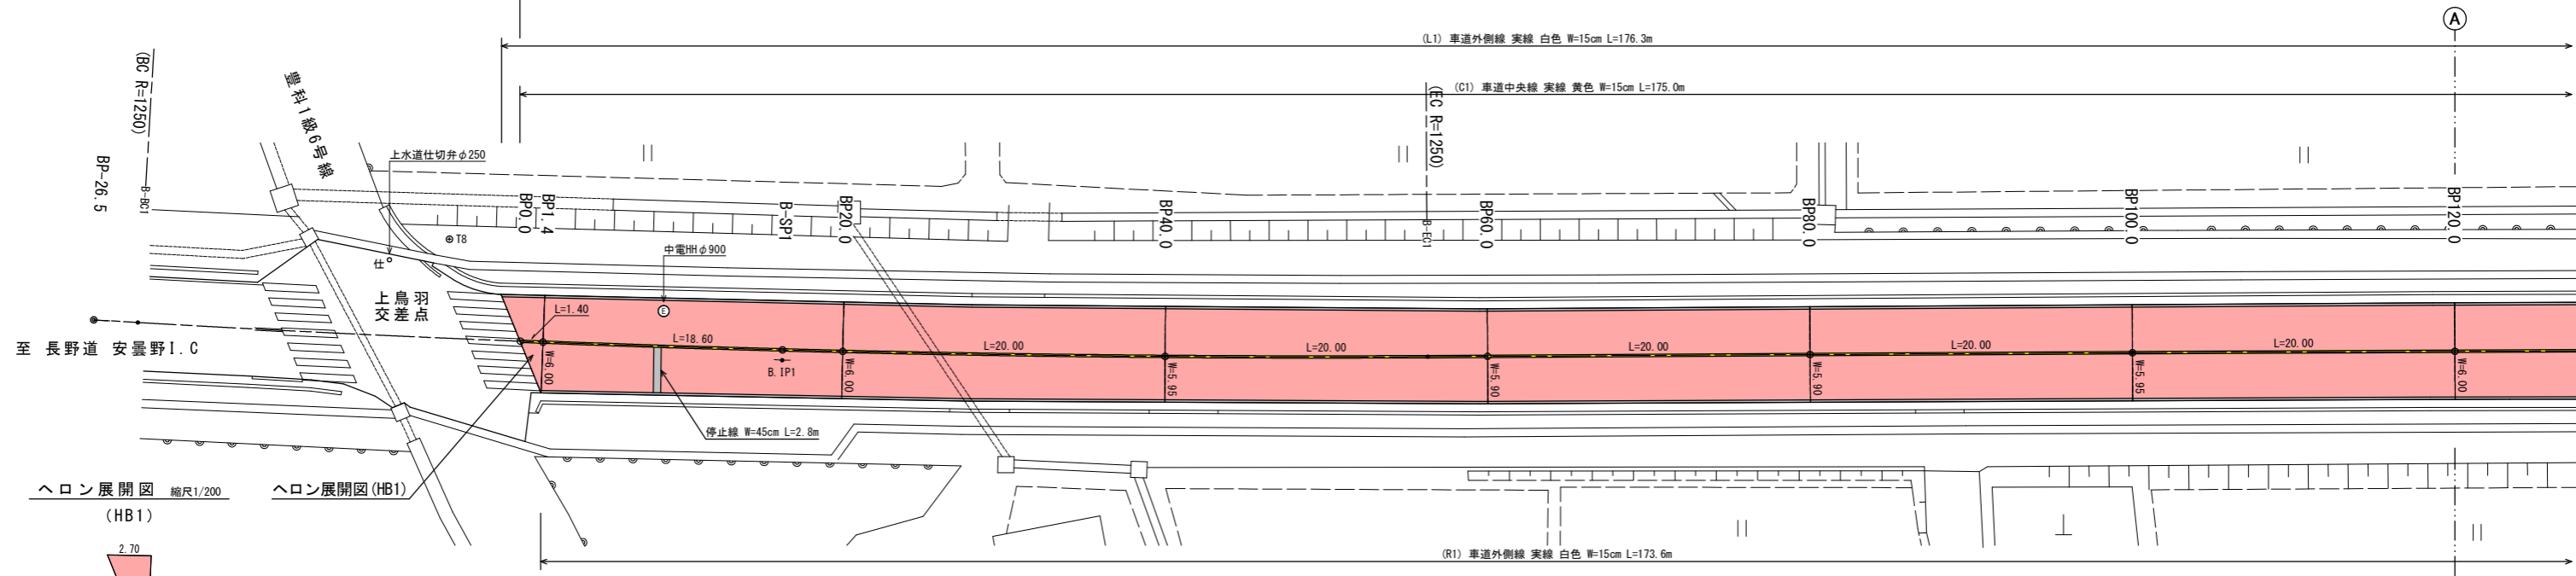 Ⓐ
(L1) 車道外側線 実線 白色 W=15cm L=176.3m
(C1) 車道中央線 実線 黄色 W=15cm L=175.0m
(BC R=1250)
豊科1級6号線
(EC R=1250)
BP-26.5
B-BC1
上水道仕切弁φ250
BP0.0
BP1.4
B-SP1
BP20.0
BP40.0
B-EC1
BP60.0
BP80.0
BP100.0
BP120.0
T8
仕
中電HHφ900
上鳥羽
交差点
E
L=1.40
L=18.60
L=20.00
L=20.00
L=20.00
L=20.00
L=20.00
至 長野道 安曇野I.C
B.IP1
W=6.00
W=6.00
W=5.95
W=5.90
W=5.90
W=5.95
W=6.00
停止線 W=45cm L=2.8m
ヘロン展開図 縮尺1/200
(HB1)
ヘロン展開図(HB1)
2.70
(R1) 車道外側線 実線 白色 W=15cm L=173.6m